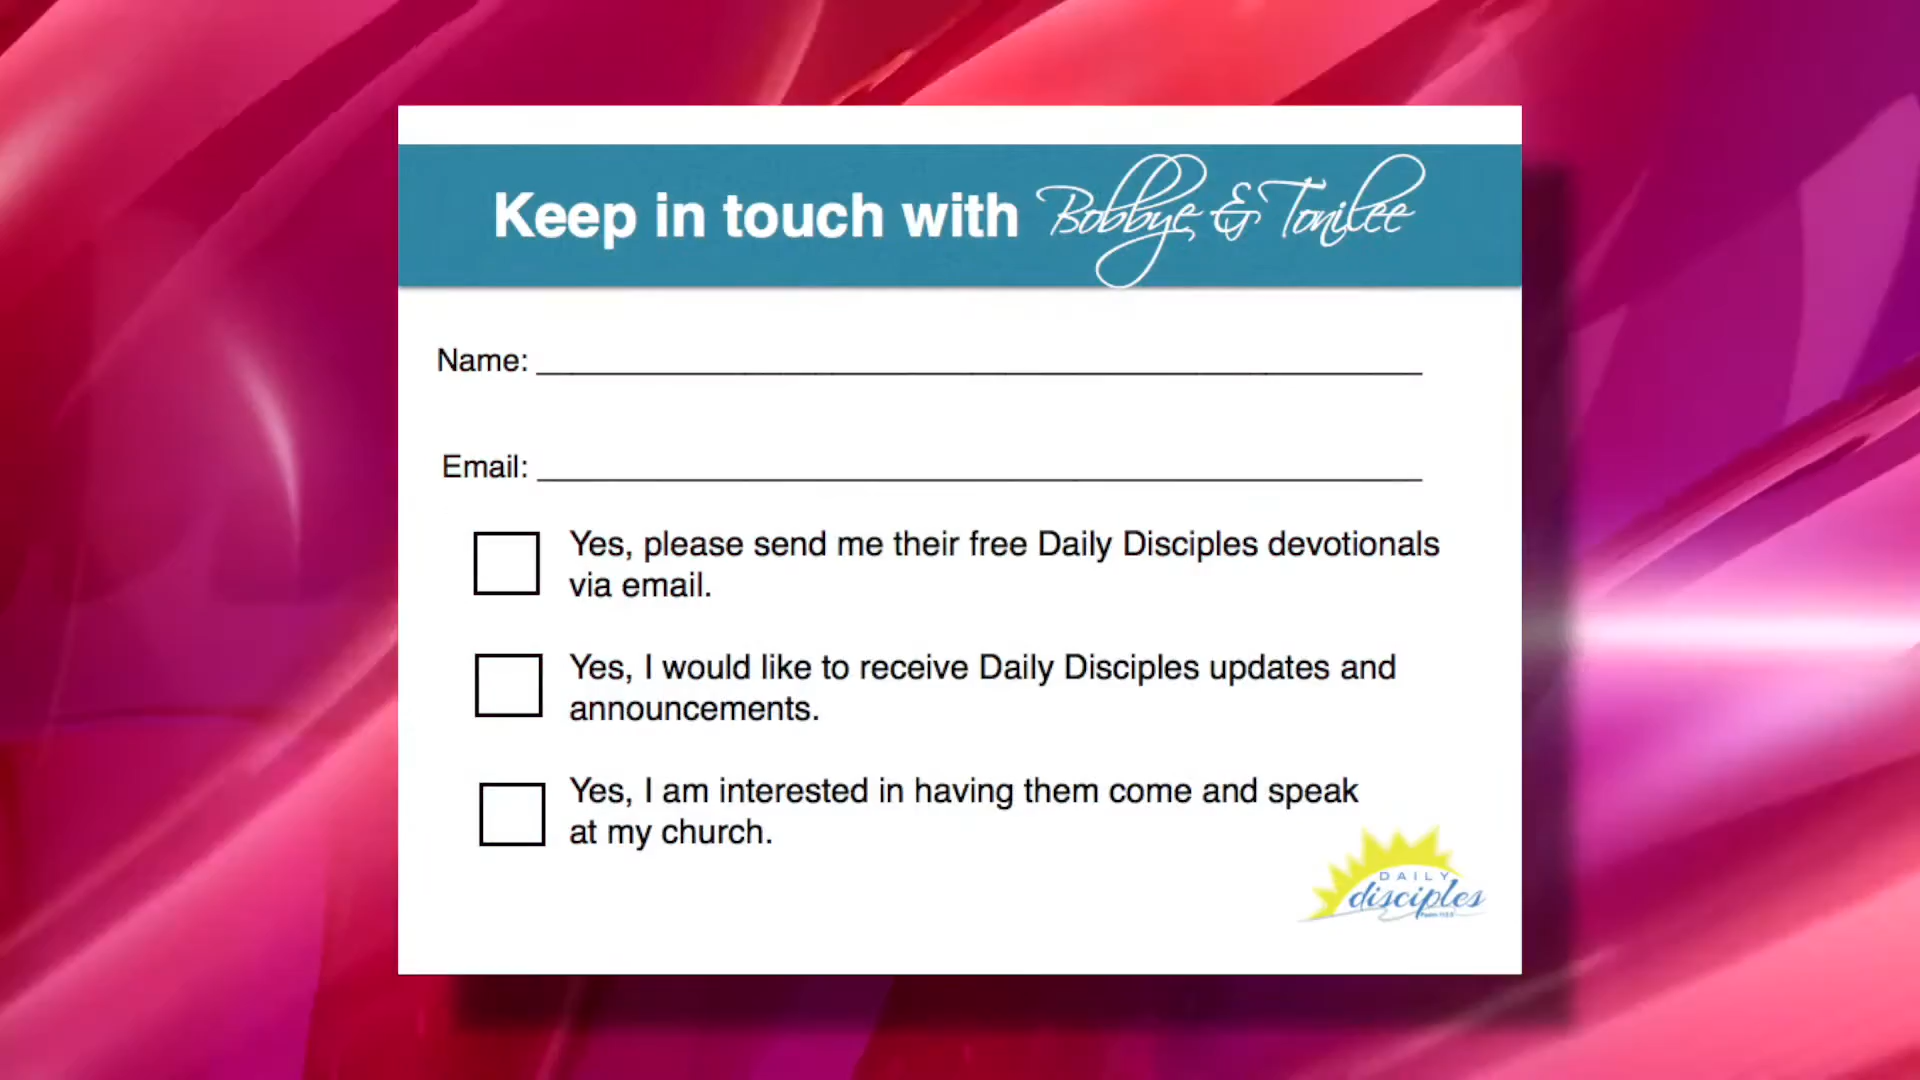 Keep in touch with Bobbye & Tonilee
Name:
Email:
Yes, please send me their free Daily Disciples devotionals
via email.
Yes, I would like to receive Daily Disciples updates and
announcements.
Yes, I am interested in having them come and speak
at my church.
DAILY
disciples